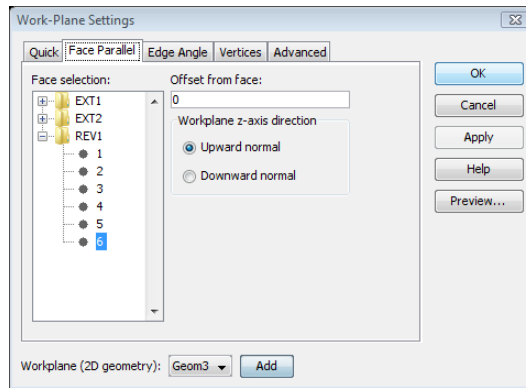 Work-Plane Settings
Quick Face Parallel Edge Angle Vertices Advanced
Face selection:
EXT1
EXT2
REV1
1
2
3
4
5
6
Offset from face:
0
Workplane z-axis direction
Upward normal
Downward normal
OK
Cancel
Apply
Help
Preview...
Workplane (2D geometry): Geom3 Add